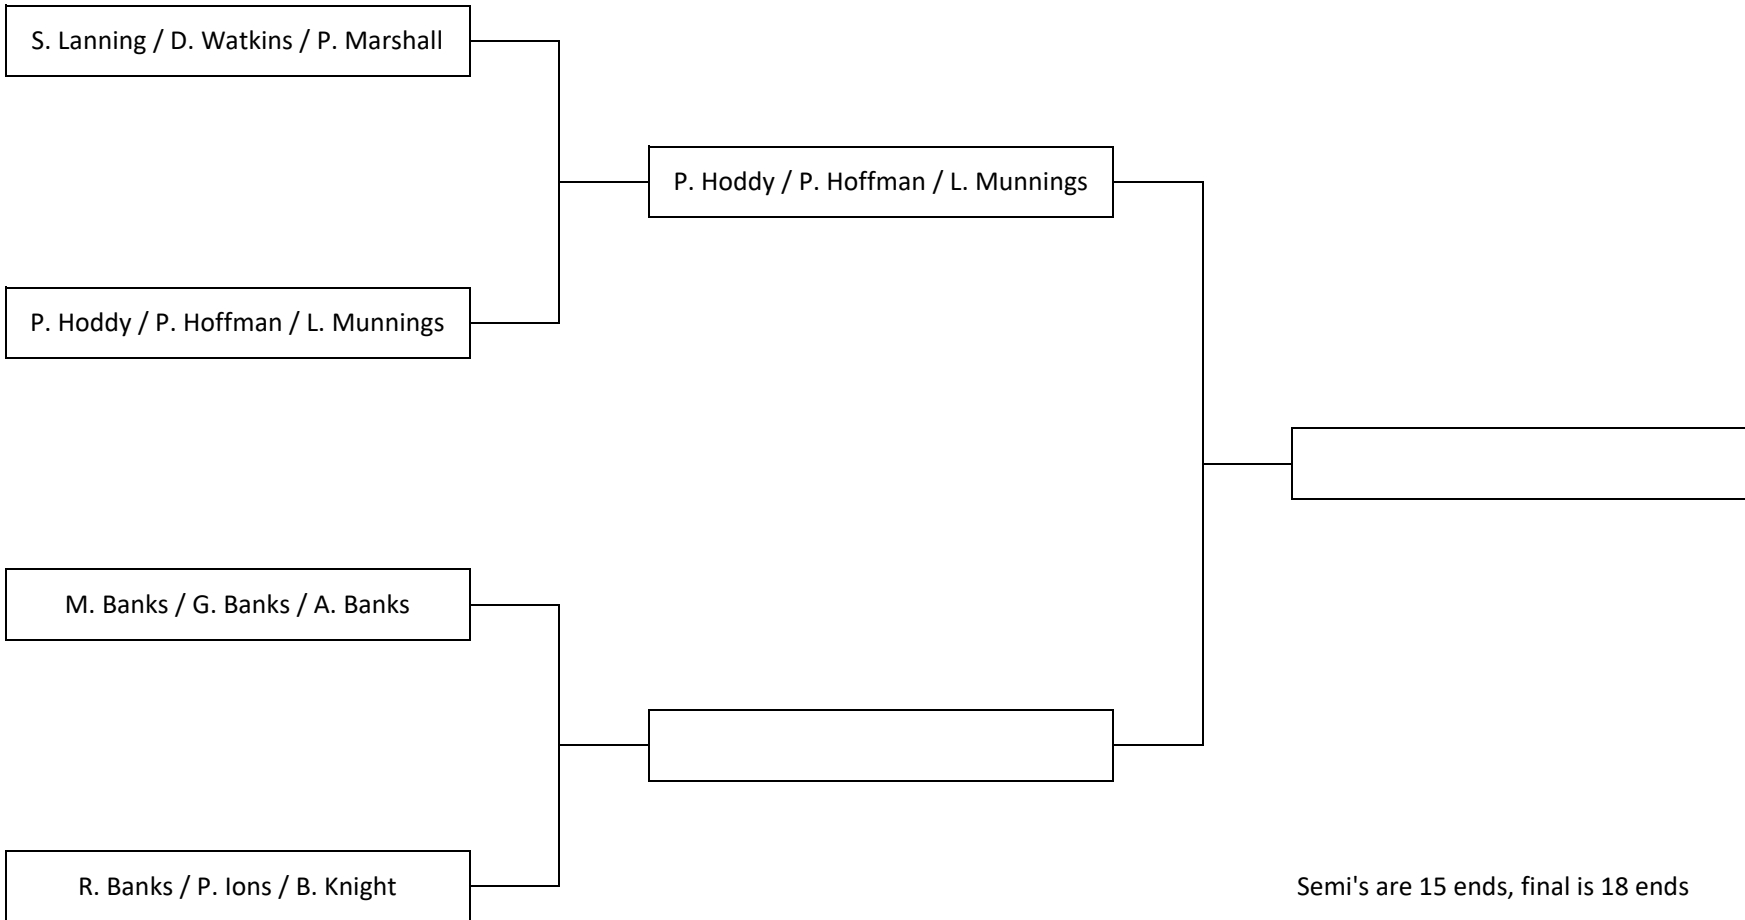 S. Lanning / D. Watkins / P. Marshall
P. Hoddy / P. Hoffman / L. Munnings
P. Hoddy / P. Hoffman / L. Munnings
M. Banks / G. Banks / A. Banks
R. Banks / P. Ions / B. Knight
Semi's are 15 ends, final is 18 ends